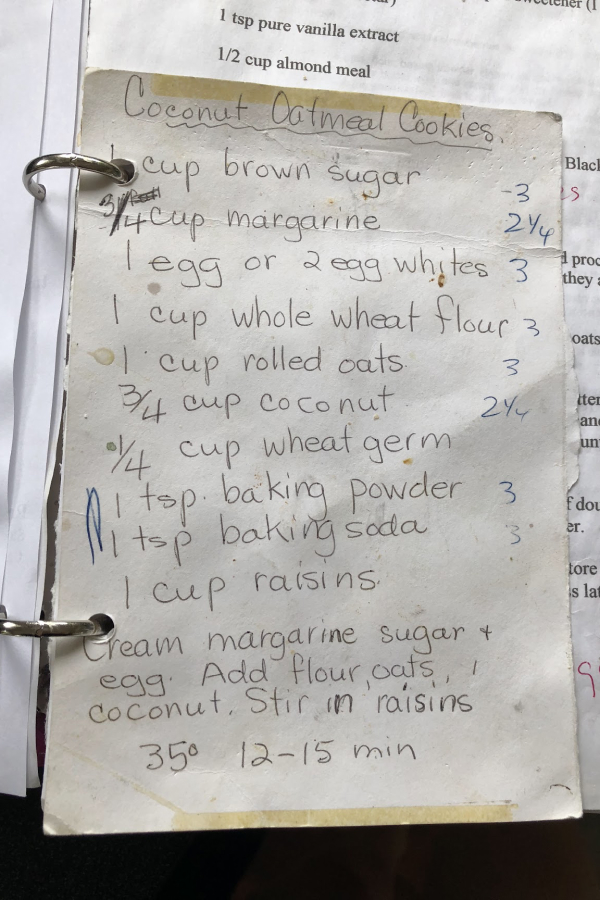 1 tsp pure vanilla extract
1/2 cup almond meal
Coconut Oatmeal Cookies.
1 cup brown sugar -3
3/4 cup margarine 2 1/4
1 egg or 2 egg whites 3
1 cup whole wheat flour 3
1 cup rolled oats 3
3/4 cup coconut 2 1/4
1/4 cup wheat germ
1 tsp. baking powder 3
1 tsp baking soda 3
1 cup raisins.
Cream margarine sugar +
egg. Add flour, oats,
coconut. Stir in raisins
35° 12-15 min
Black
they a
oats
er.
tore
s lat